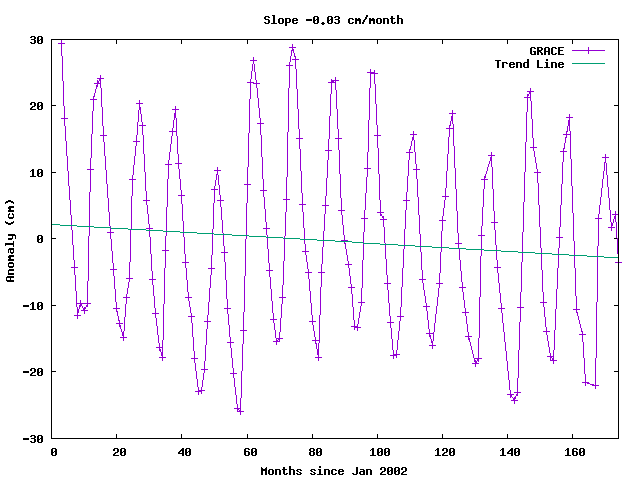 Slope -0.03 cm/month
GRACE
Trend Line
30
20
10
0
-10
-20
-30
Anomaly (cm)
0 20 40 60 80 100 120 140 160
Months since Jan 2002